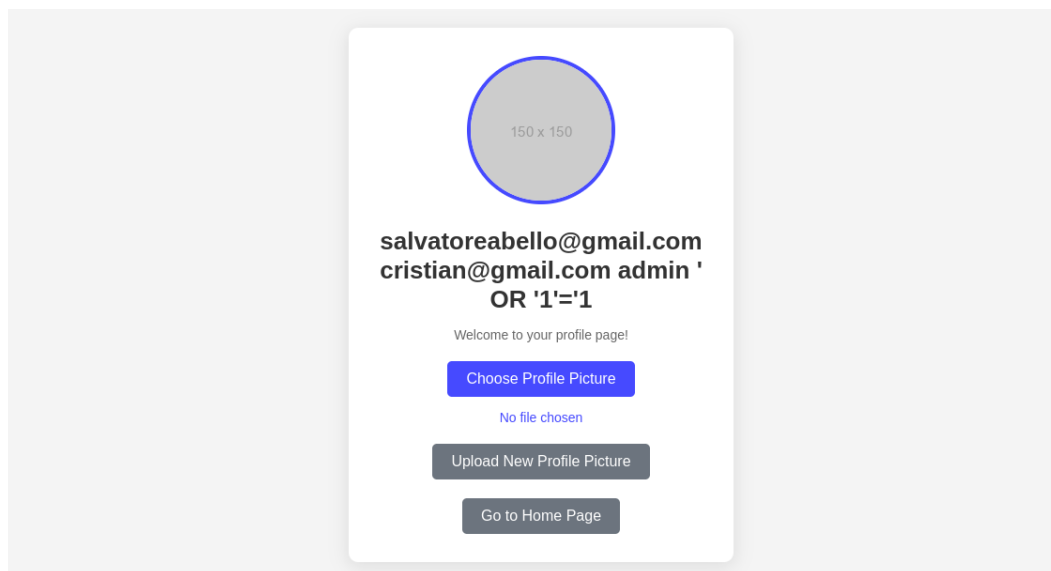 150 x 150
salvatoreabello@gmail.com
cristian@gmail.com admin '
OR '1'='1
Welcome to your profile page!
Choose Profile Picture
No file chosen
Upload New Profile Picture
Go to Home Page